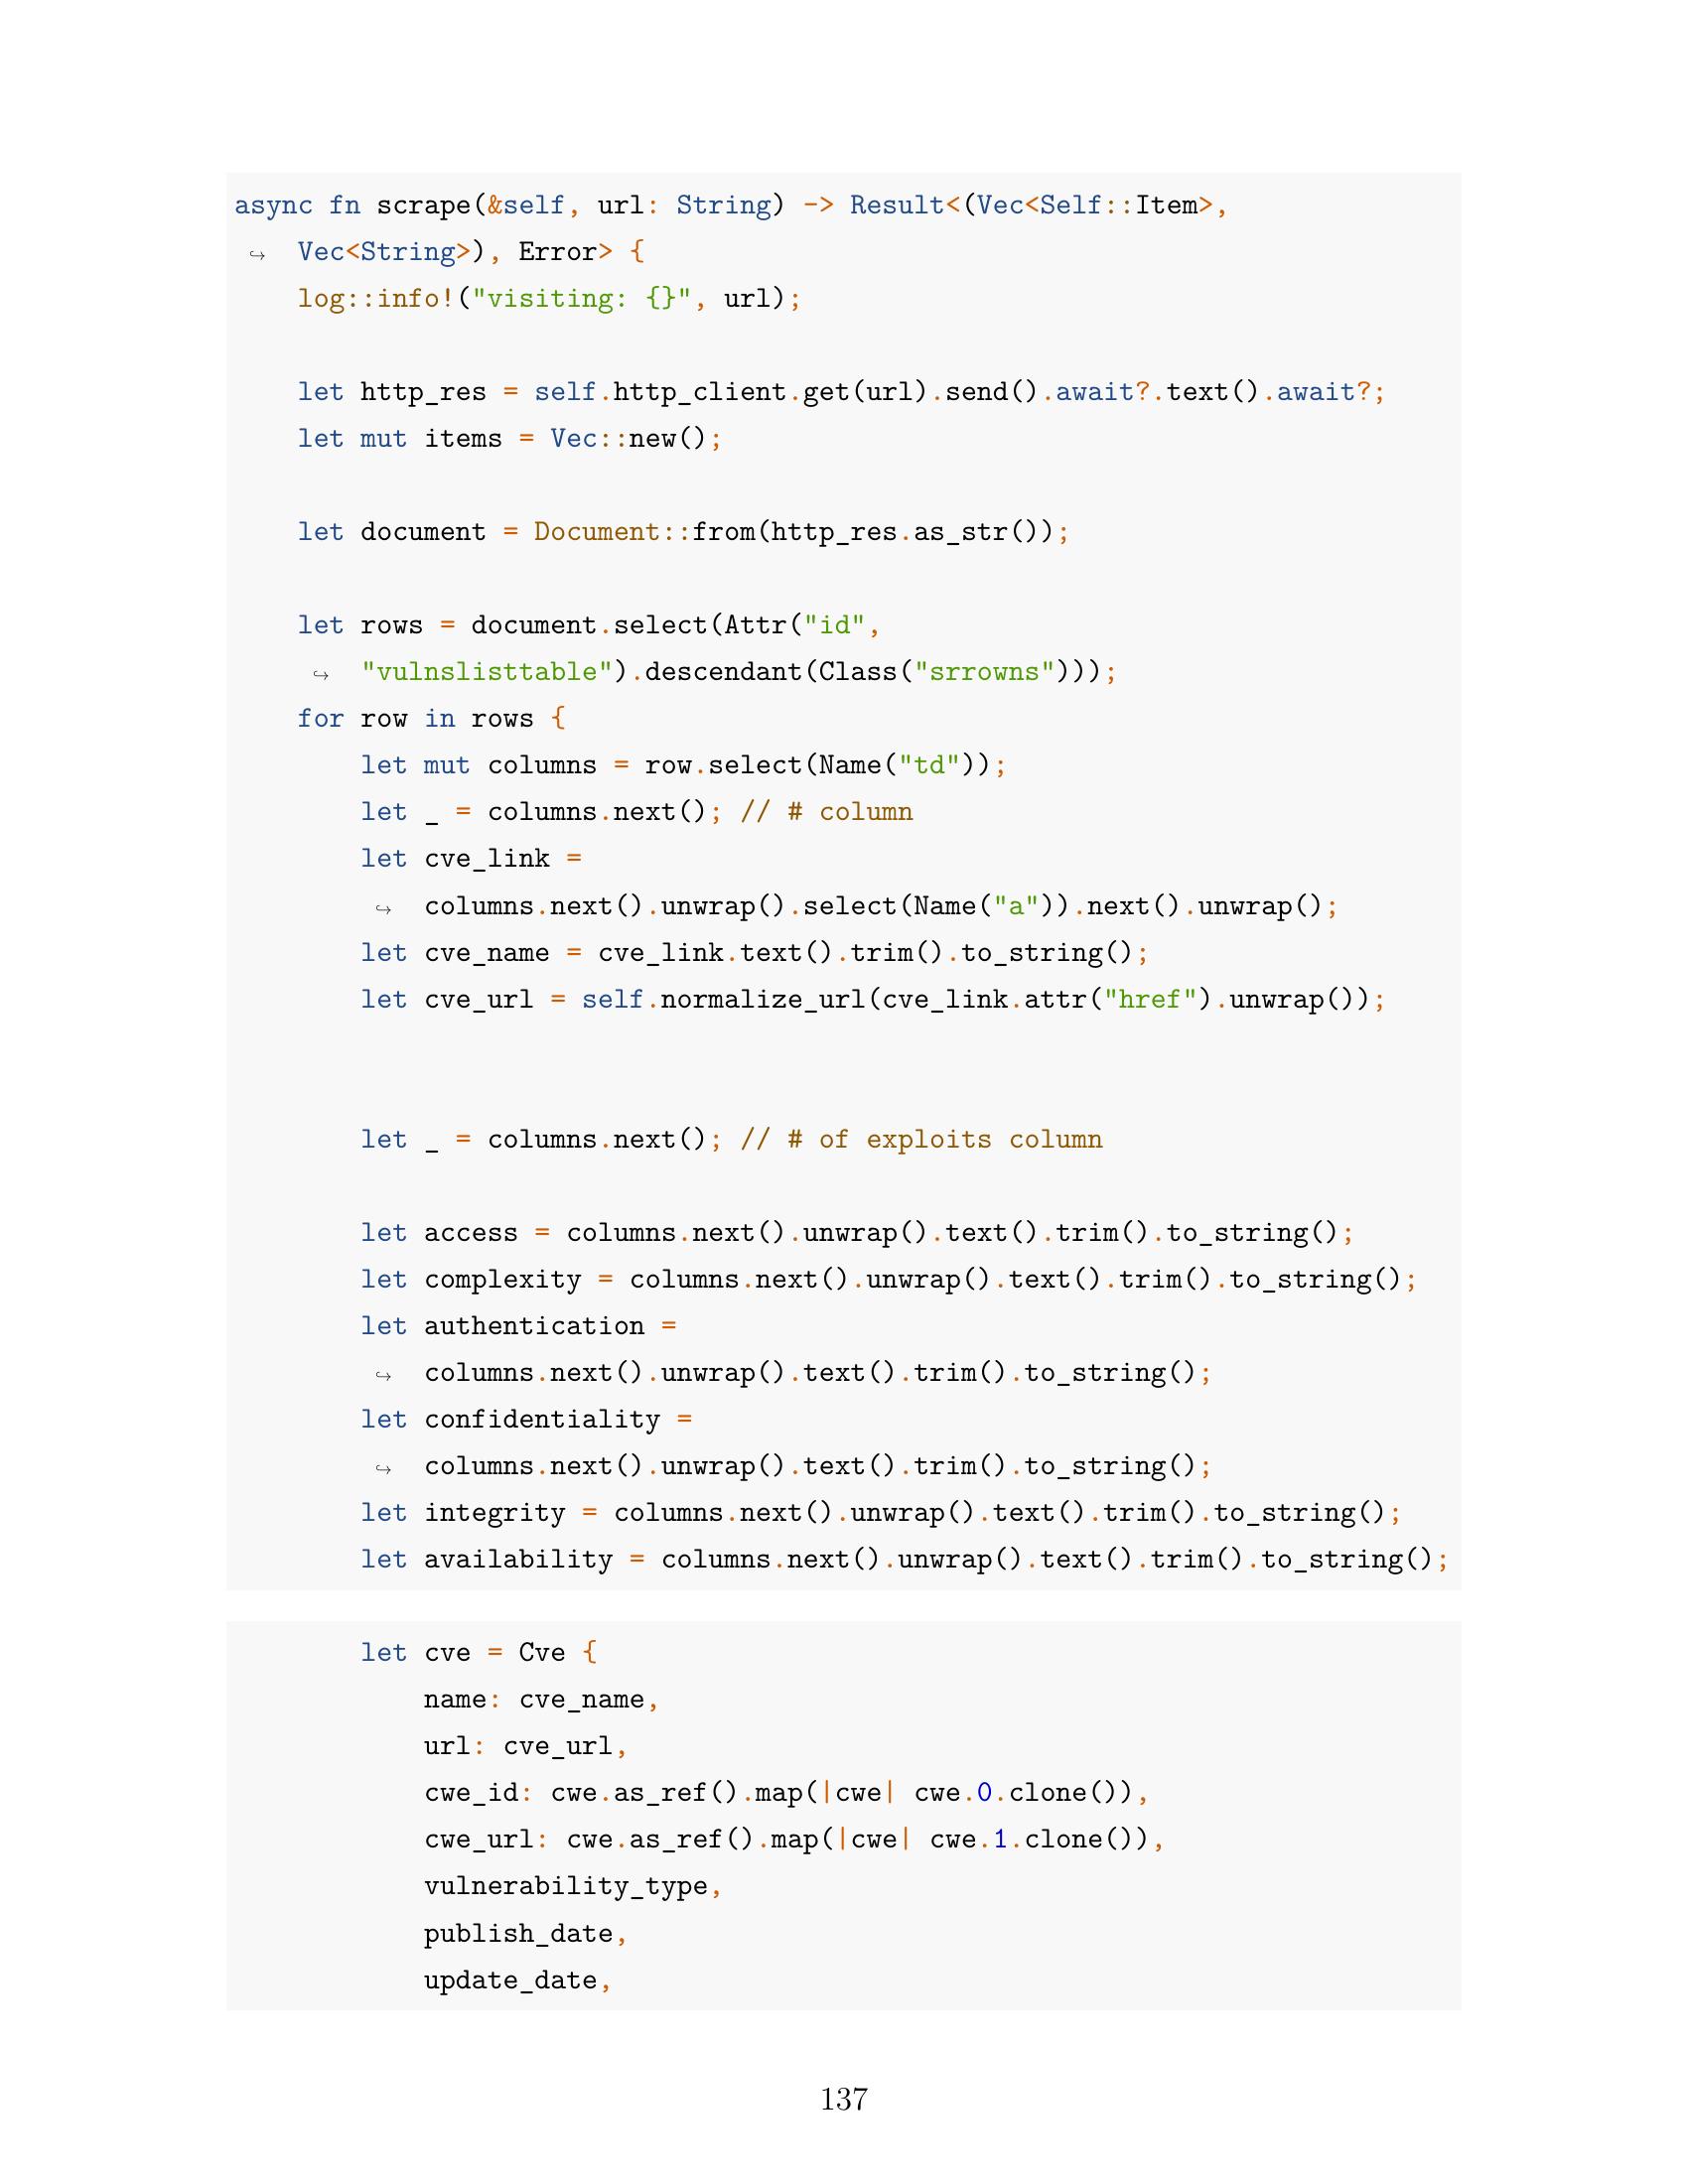 async fn scrape(&self, url: String) -> Result<(Vec<Self::Item>,
↪ Vec<String>), Error> {
    log::info!("visiting: {}", url);

    let http_res = self.http_client.get(url).send().await?.text().await?;
    let mut items = Vec::new();

    let document = Document::from(http_res.as_str());

    let rows = document.select(Attr("id",
    ↪ "vulnslisttable").descendant(Class("srrowns")));
    for row in rows {
        let mut columns = row.select(Name("td"));
        let _ = columns.next(); // # column
        let cve_link =
        ↪ columns.next().unwrap().select(Name("a")).next().unwrap();
        let cve_name = cve_link.text().trim().to_string();
        let cve_url = self.normalize_url(cve_link.attr("href").unwrap());


        let _ = columns.next(); // # of exploits column

        let access = columns.next().unwrap().text().trim().to_string();
        let complexity = columns.next().unwrap().text().trim().to_string();
        let authentication =
        ↪ columns.next().unwrap().text().trim().to_string();
        let confidentiality =
        ↪ columns.next().unwrap().text().trim().to_string();
        let integrity = columns.next().unwrap().text().trim().to_string();
        let availability = columns.next().unwrap().text().trim().to_string();

        let cve = Cve {
            name: cve_name,
            url: cve_url,
            cwe_id: cwe.as_ref().map(|cwe| cwe.0.clone()),
            cwe_url: cwe.as_ref().map(|cwe| cwe.1.clone()),
            vulnerability_type,
            publish_date,
            update_date,

137